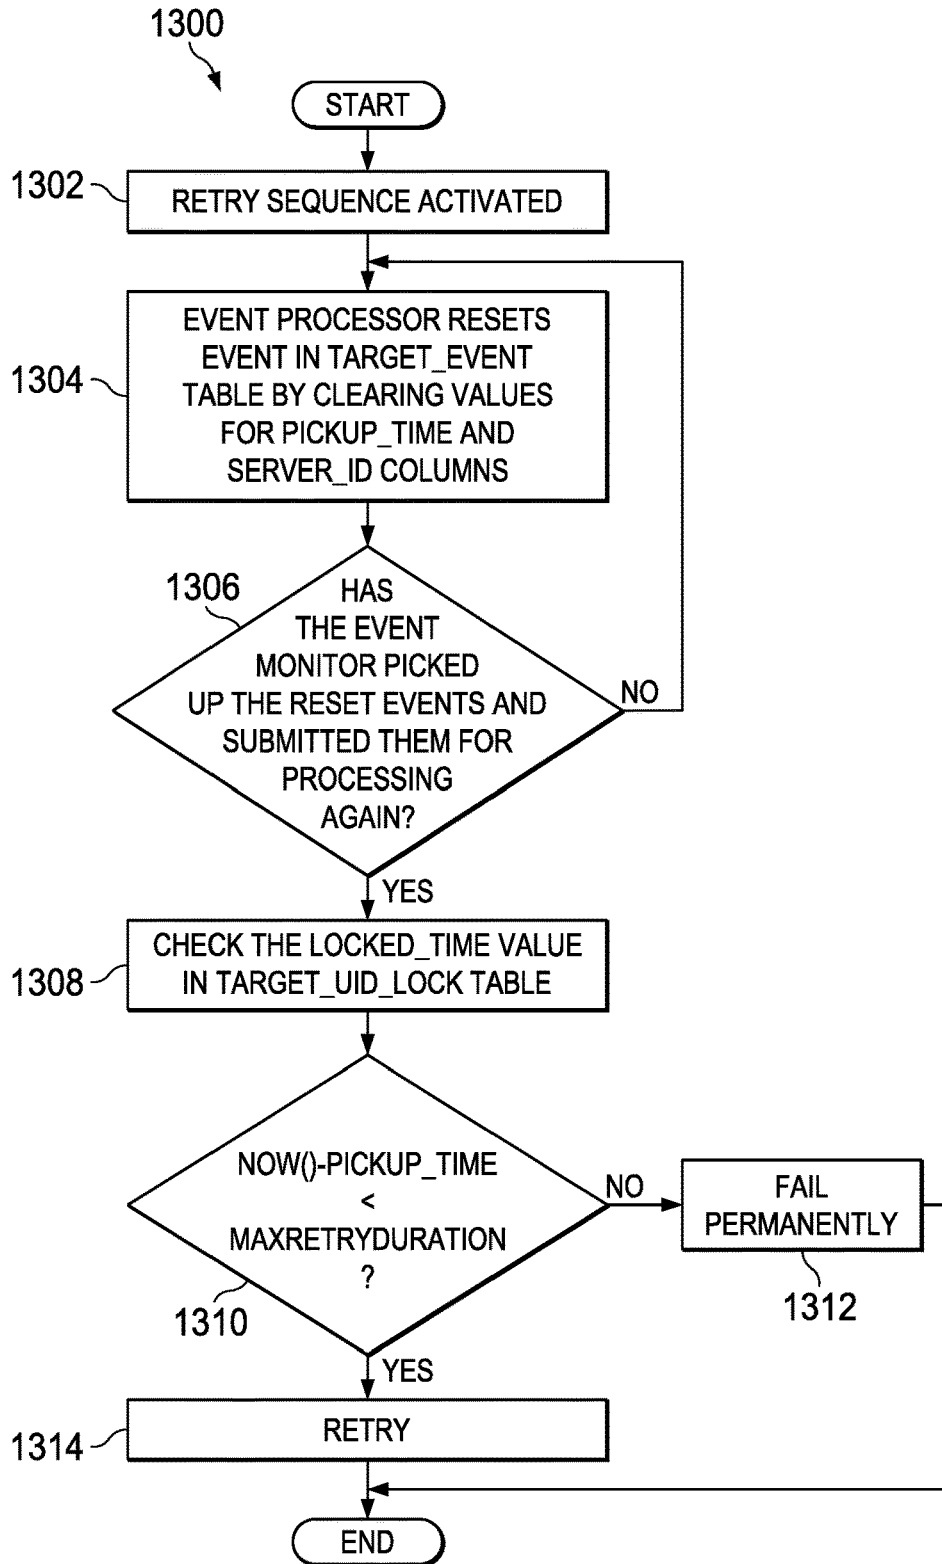 1300
START
1302
RETRY SEQUENCE ACTIVATED
1304
EVENT PROCESSOR RESETS
EVENT IN TARGET_EVENT
TABLE BY CLEARING VALUES
FOR PICKUP_TIME AND
SERVER_ID COLUMNS
1306
HAS
THE EVENT
MONITOR PICKED
UP THE RESET EVENTS AND
SUBMITTED THEM FOR
PROCESSING
AGAIN?
NO
YES
1308
CHECK THE LOCKED_TIME VALUE
IN TARGET_UID_LOCK TABLE
NOW()-PICKUP_TIME
<
MAXRETRYDURATION
?
1310
NO
FAIL
PERMANENTLY
1312
YES
1314
RETRY
END